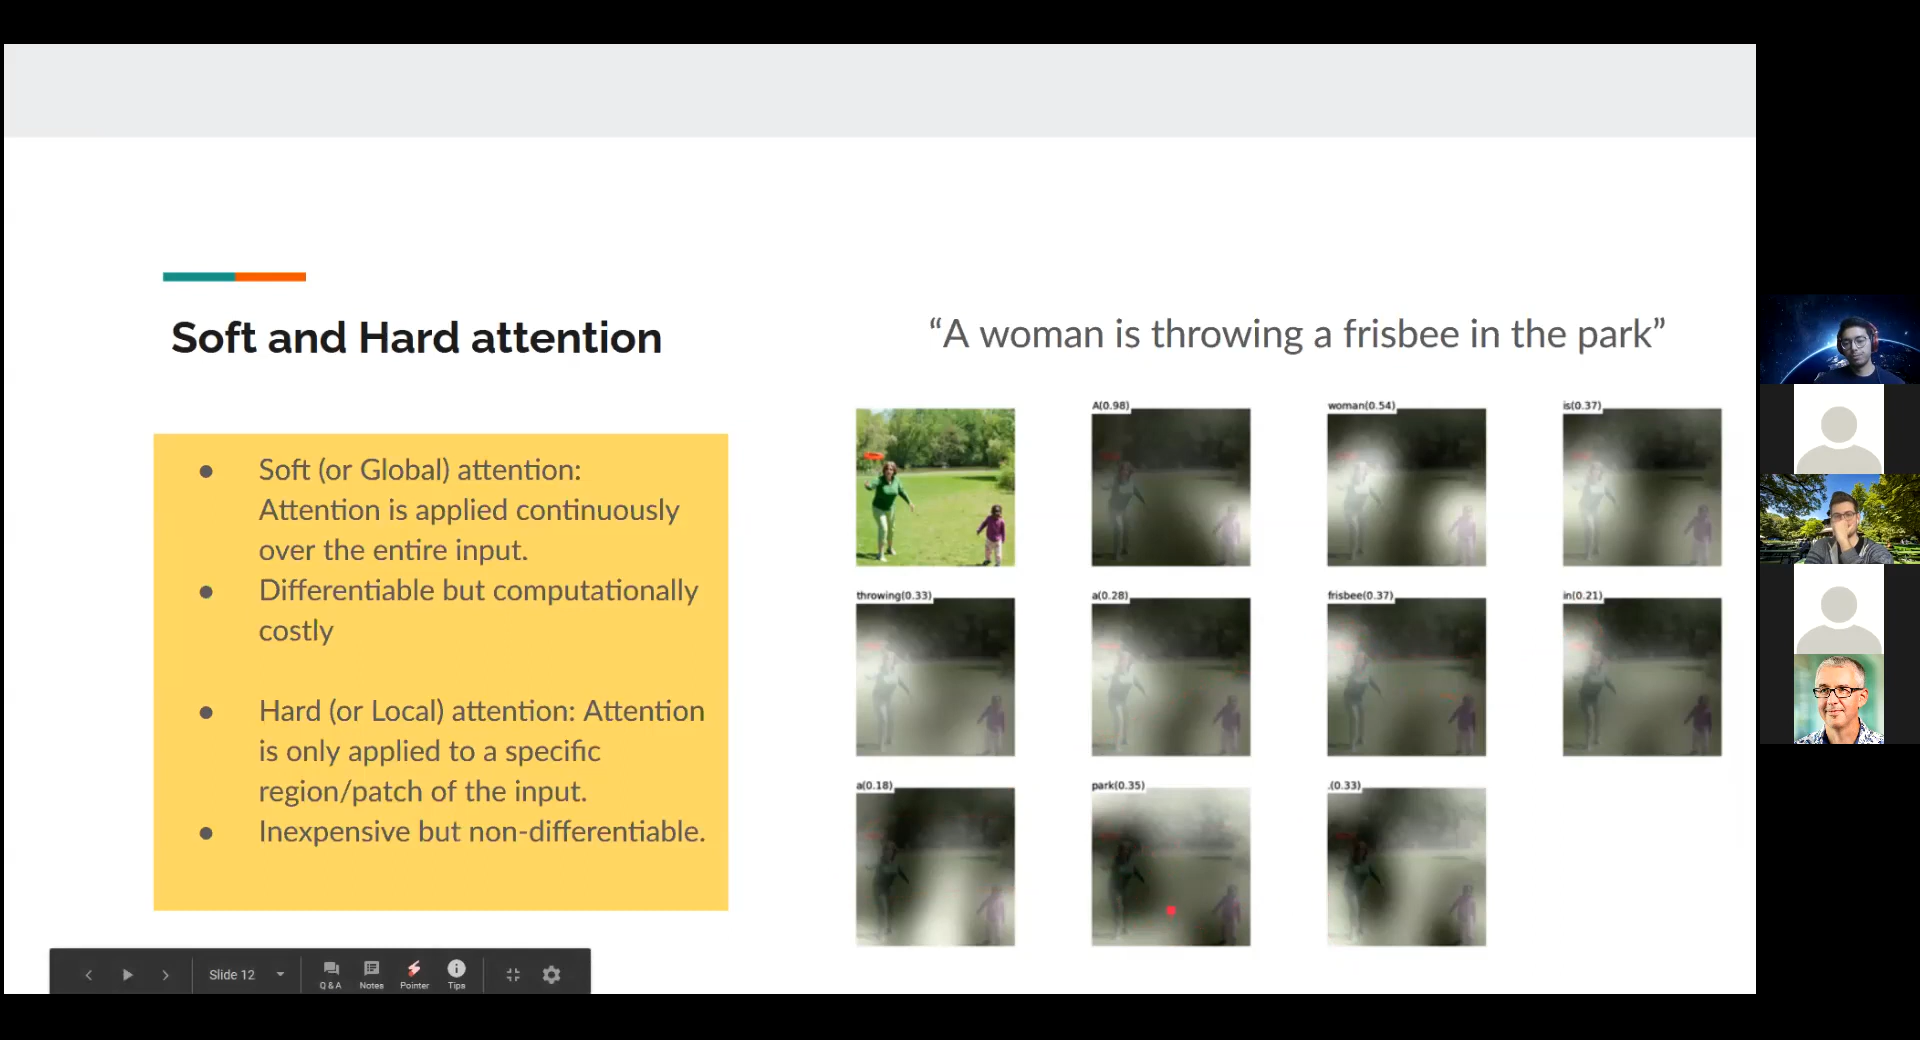 Soft and Hard attention
“A woman is throwing a frisbee in the park”
● Soft (or Global) attention:
Attention is applied continuously
over the entire input.
● Differentiable but computationally
costly
● Hard (or Local) attention: Attention
is only applied to a specific
region/patch of the input.
● Inexpensive but non-differentiable.
A(0.98)
woman(0.54)
is(0.37)
throwing(0.33)
a(0.28)
frisbee(0.37)
in(0.21)
a(0.18)
park(0.35)
.(0.33)
Slide 12
Q & A
Notes
Pointer
Tips